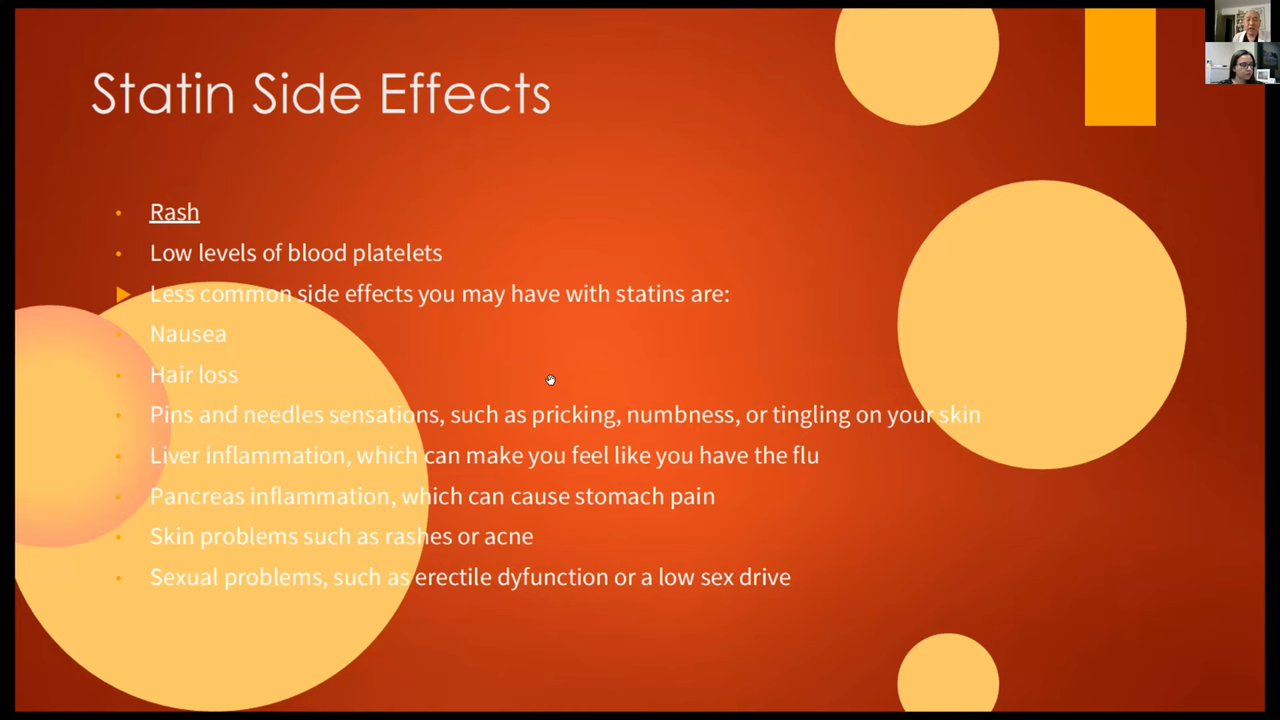 Statin Side Effects
Rash
Low levels of blood platelets
Less common side effects you may have with statins are:
Nausea
Hair loss
Pins and needles sensations, such as pricking, numbness, or tingling on your skin
Liver inflammation, which can make you feel like you have the flu
Pancreas inflammation, which can cause stomach pain
Skin problems such as rashes or acne
Sexual problems, such as erectile dyfunction or a low sex drive